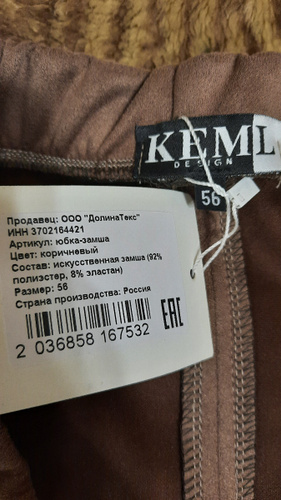 KEML
DESIGN
56
Продавец: ООО "ДолинаТекс"
ИНН 3702164421
Артикул: юбка-замша
Цвет: коричневый
Состав: искусственная замша (92%
полиэстер, 8% эластан)
Размер: 56
Страна производства: Россия
EAC
2 036858 167532